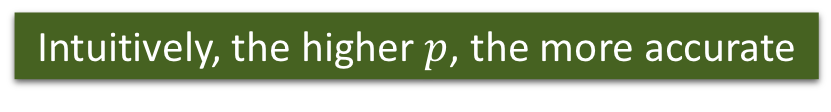 Intuitively, the higher p, the more accurate